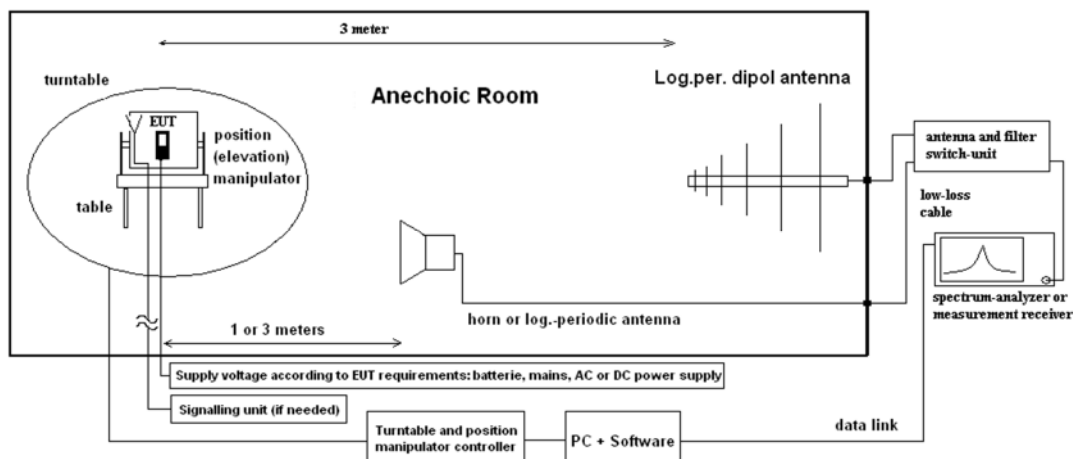 3 meter
turntable
Anechoic Room
Log.per. dipol antenna
EUT
position
(elevation)
manipulator
table
antenna and filter
switch-unit
low-loss
cable
spectrum-analyzer or
measurement receiver
horn or log.-periodic antenna
1 or 3 meters
Supply voltage according to EUT requirements: batterie, mains, AC or DC power supply
Signalling unit (if needed)
Turntable and position
manipulator controller
PC + Software
data link